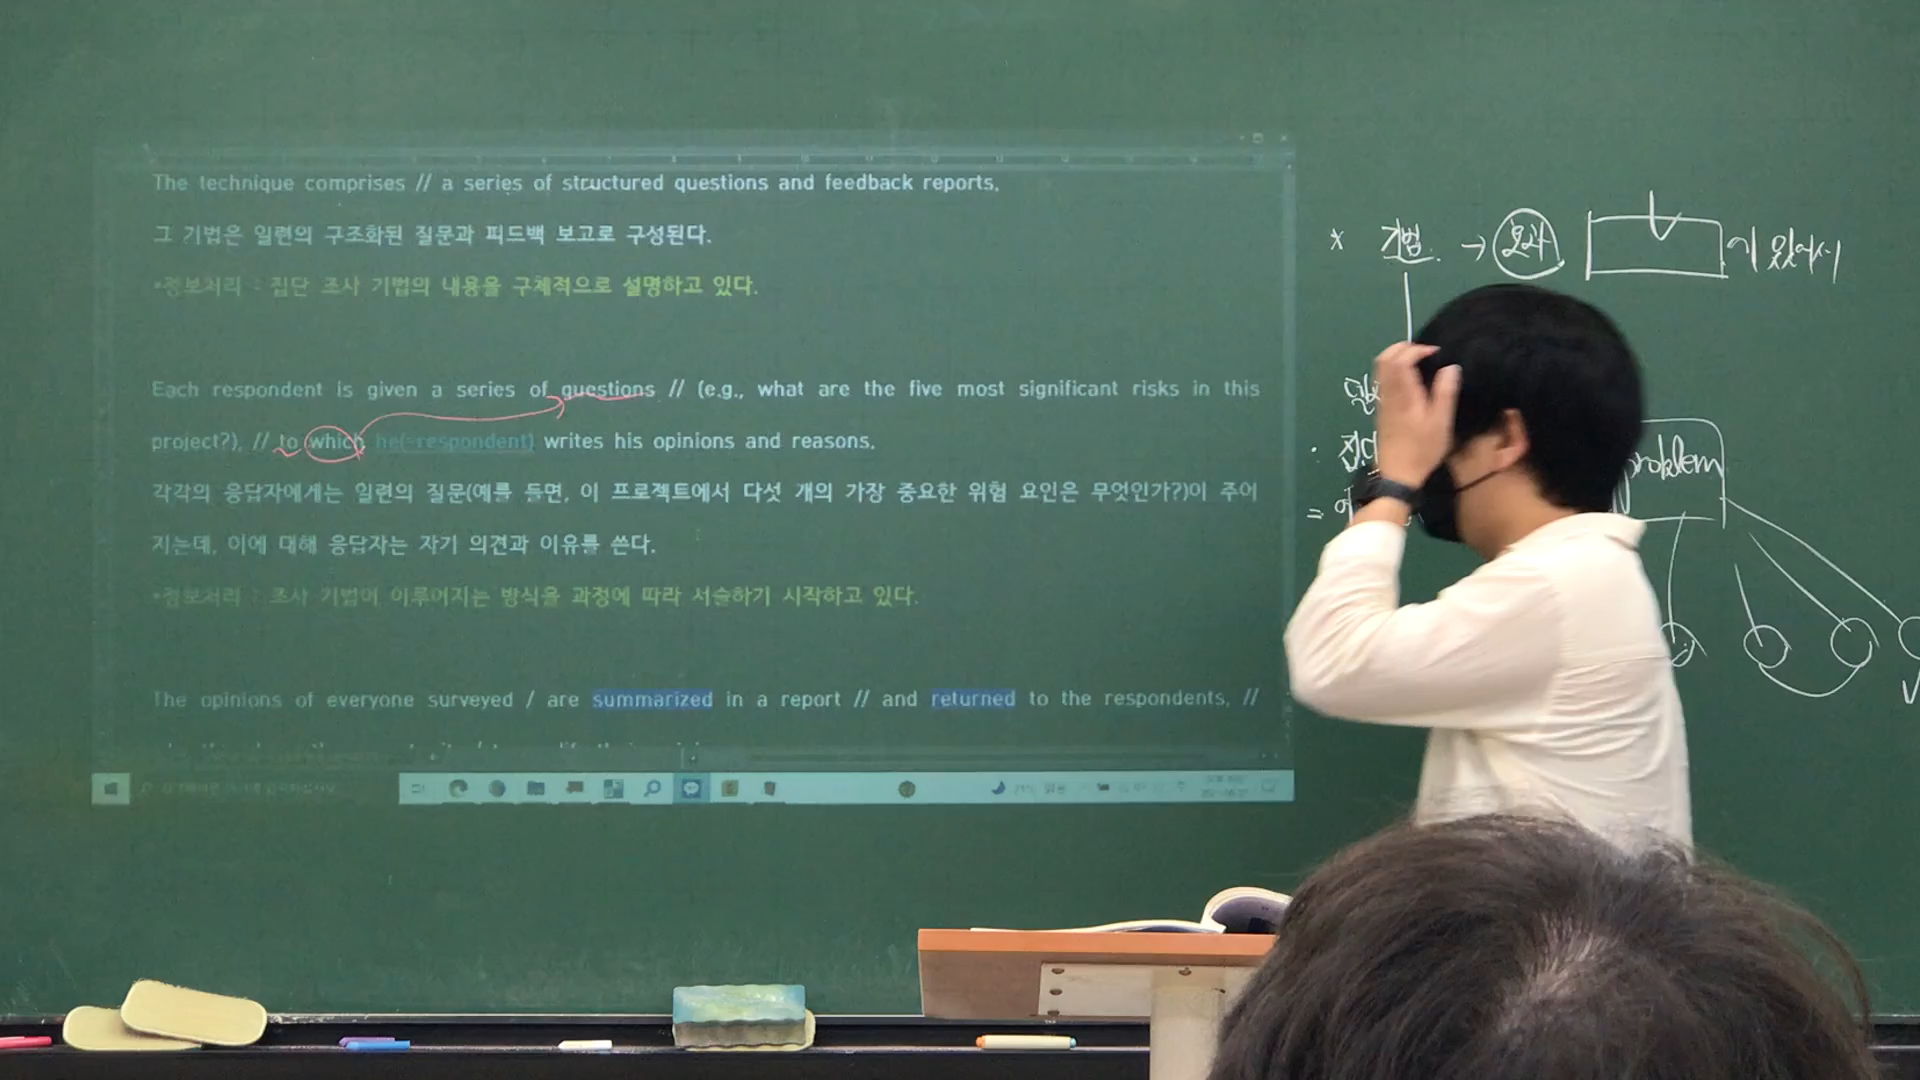 The technique comprises // a series of structured questions and feedback reports,
그 기법은 일련의 구조화된 질문과 피드백 보고로 구성된다.
*정보처리 : 집단 조사 기법의 내용을 구체적으로 설명하고 있다.
Each respondent is given a series of questions // (e.g., what are the five most significant risks in this
project?), // to which he(=respondent) writes his opinions and reasons,
각각의 응답자에게는 일련의 질문(예를 들면, 이 프로젝트에서 다섯 개의 가장 중요한 위험 요인은 무엇인가?)이 주어
지는데, 이에 대해 응답자는 자기 의견과 이유를 쓴다.
*정보처리 : 조사 기법이 이루어지는 방식을 과정에 따라 서술하기 시작하고 있다.
The opinions of everyone surveyed / are summarized in a report // and returned to the respondents, //
* 기법. → 효과
problem